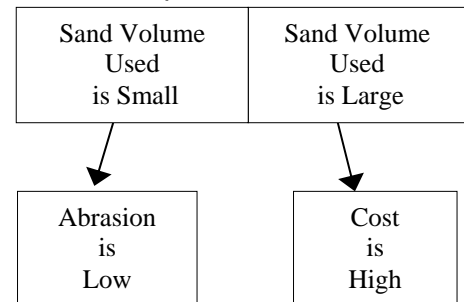 Sand Volume
Used
is Small
Sand Volume
Used
is Large
Abrasion
is
Low
Cost
is
High